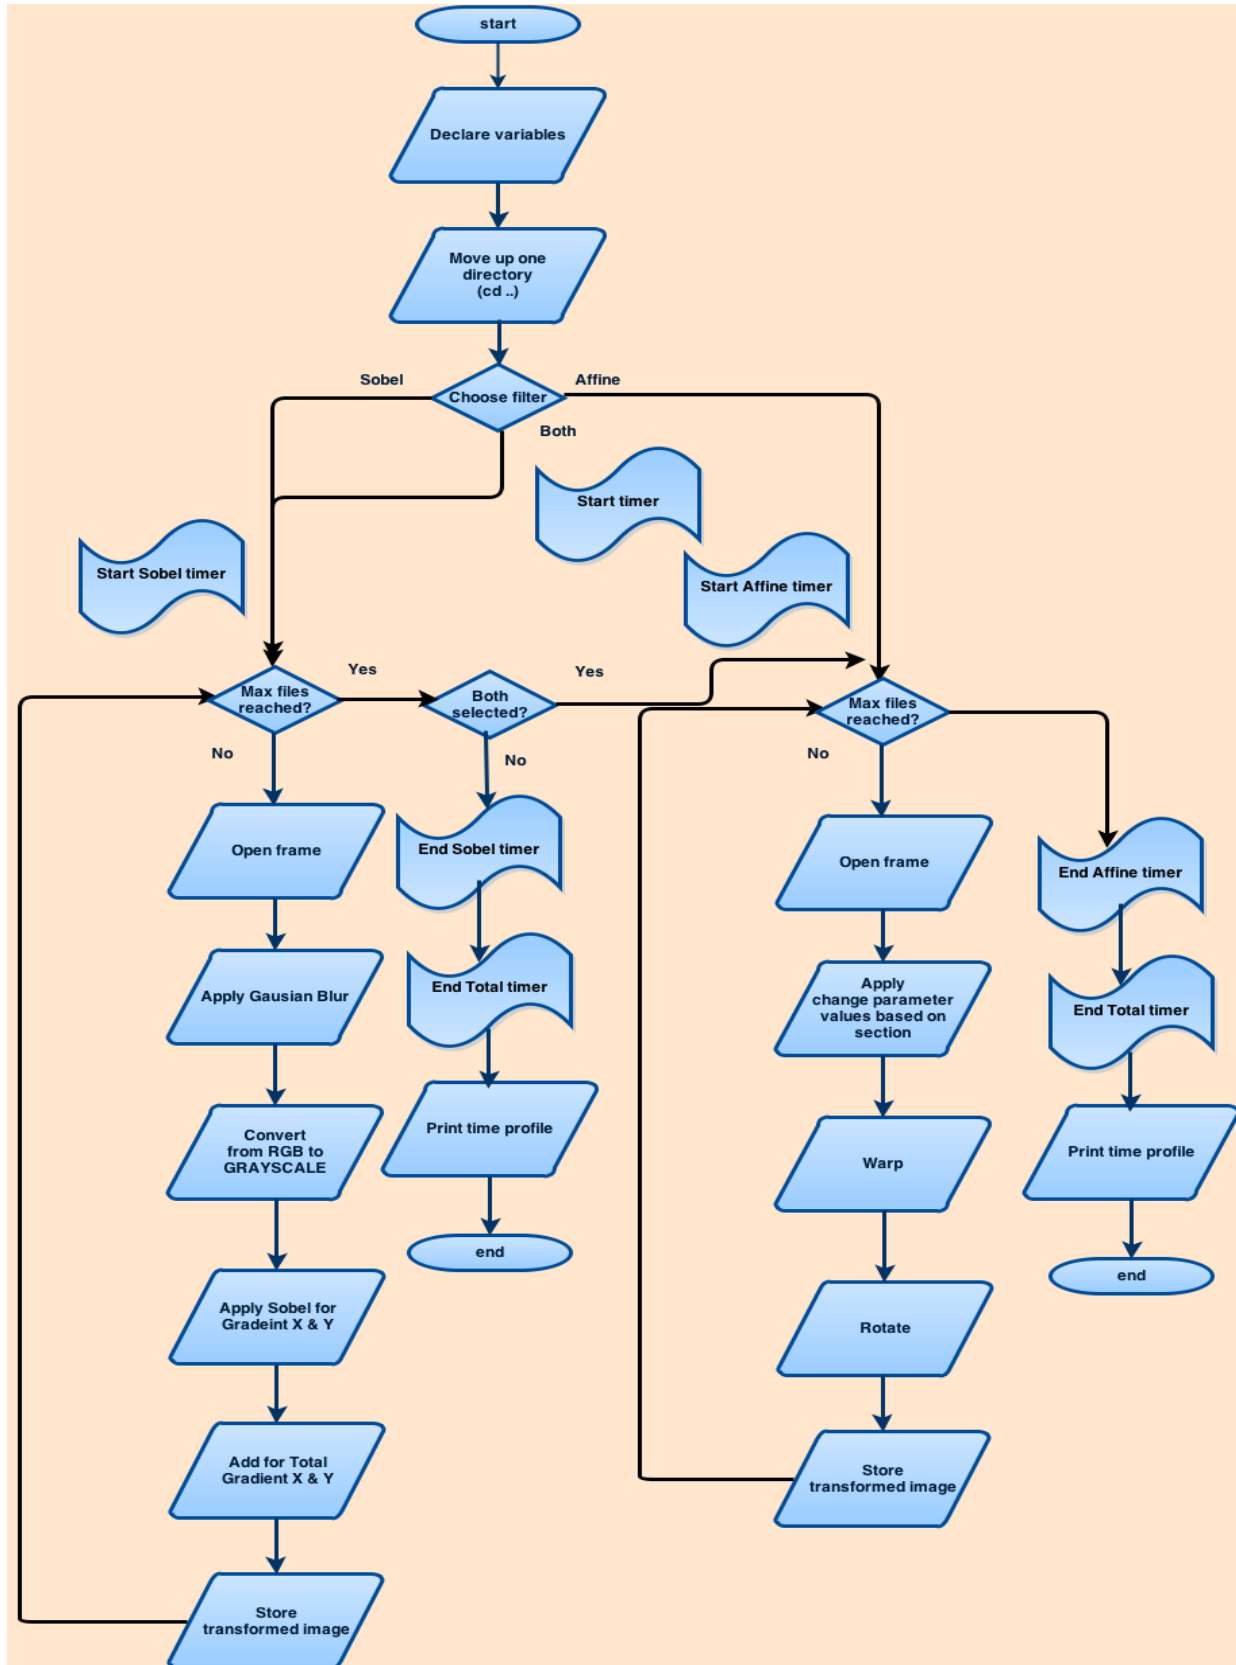 start
Declare variables
Move up one
directory
(cd ..)
Sobel
Choose filter
Affine
Both
Start timer
Start Sobel timer
Start Affine timer
Max files
reached?
Yes
No
Both
selected?
Yes
No
Max files
reached?
No
Open frame
Apply Gausian Blur
Convert
from RGB to
GRAYSCALE
Apply Sobel for
Gradeint X & Y
Add for Total
Gradient X & Y
Store
transformed image
End Sobel timer
End Total timer
Print time profile
end
Open frame
Apply
change parameter
values based on
section
Warp
Rotate
Store
transformed image
End Affine timer
End Total timer
Print time profile
end